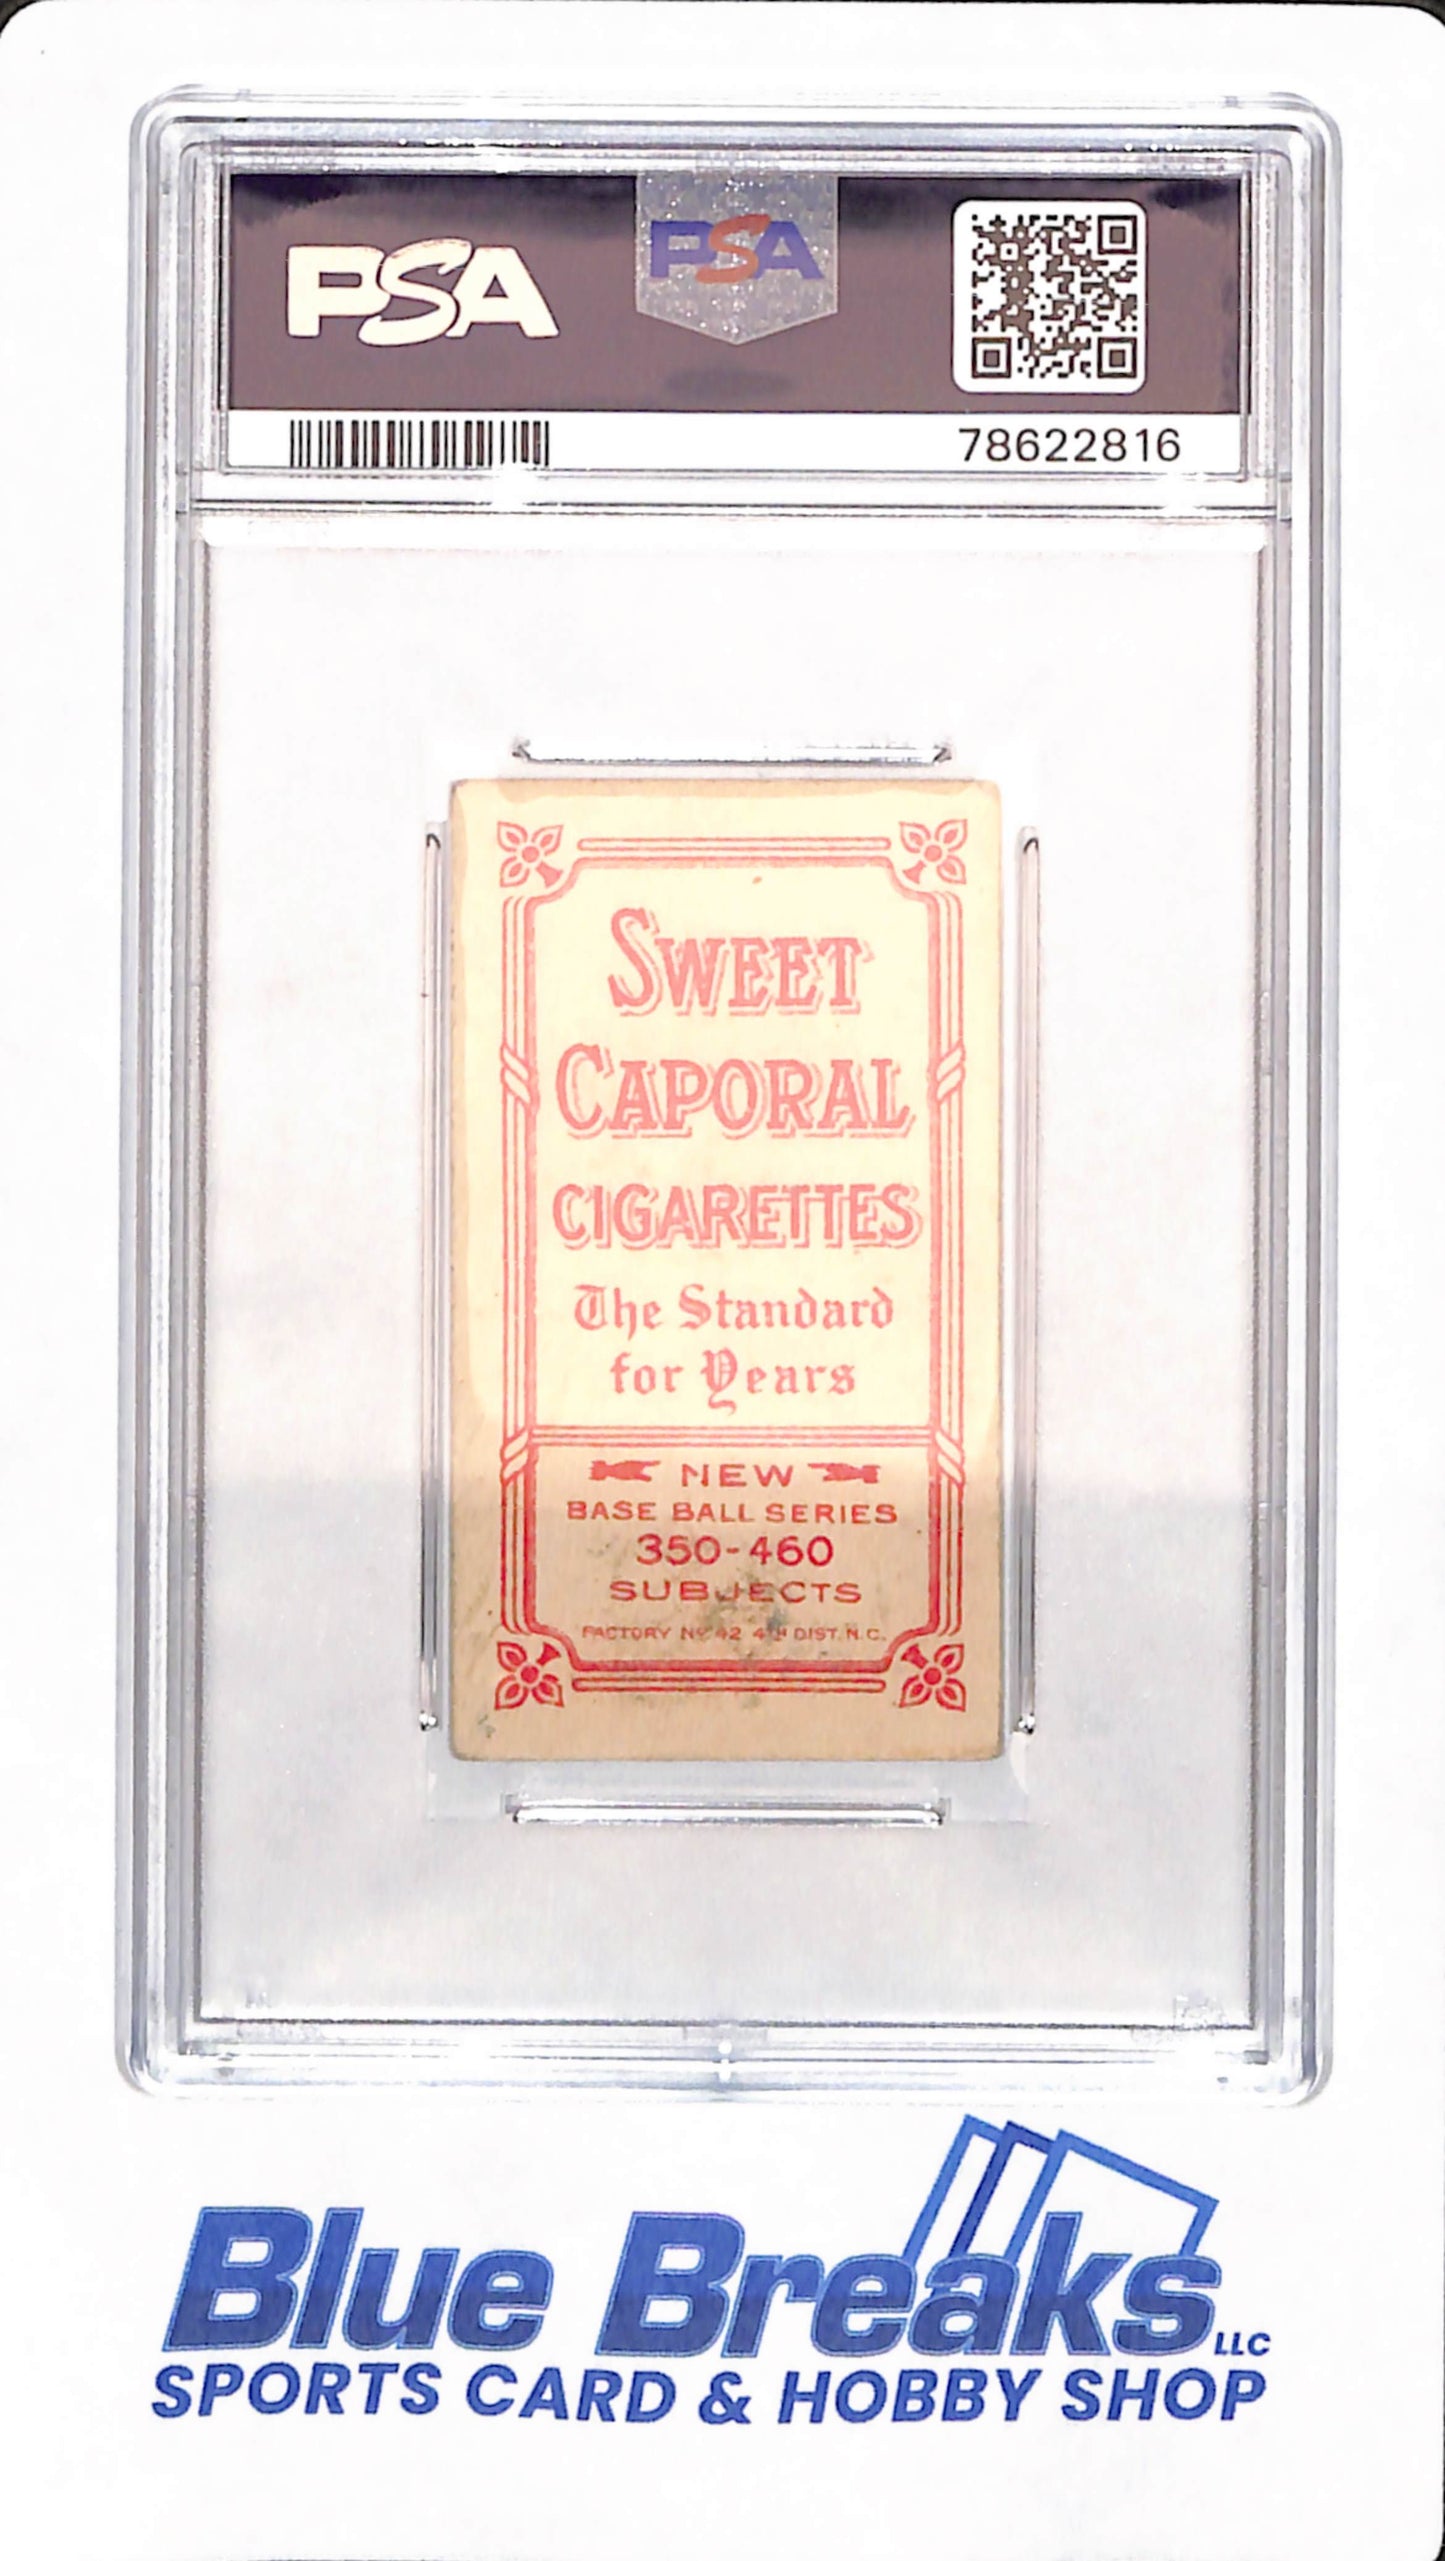 PSA
PSA
78622816
SWEET
CAPORAL
CIGARETTES
The Standard
for Years
NEW
BASE BALL SERIES
350-460
SUBJECTS
FACTORY No 42 4TH DIST. N.C.
Blue Breaks LLC
SPORTS CARD & HOBBY SHOP